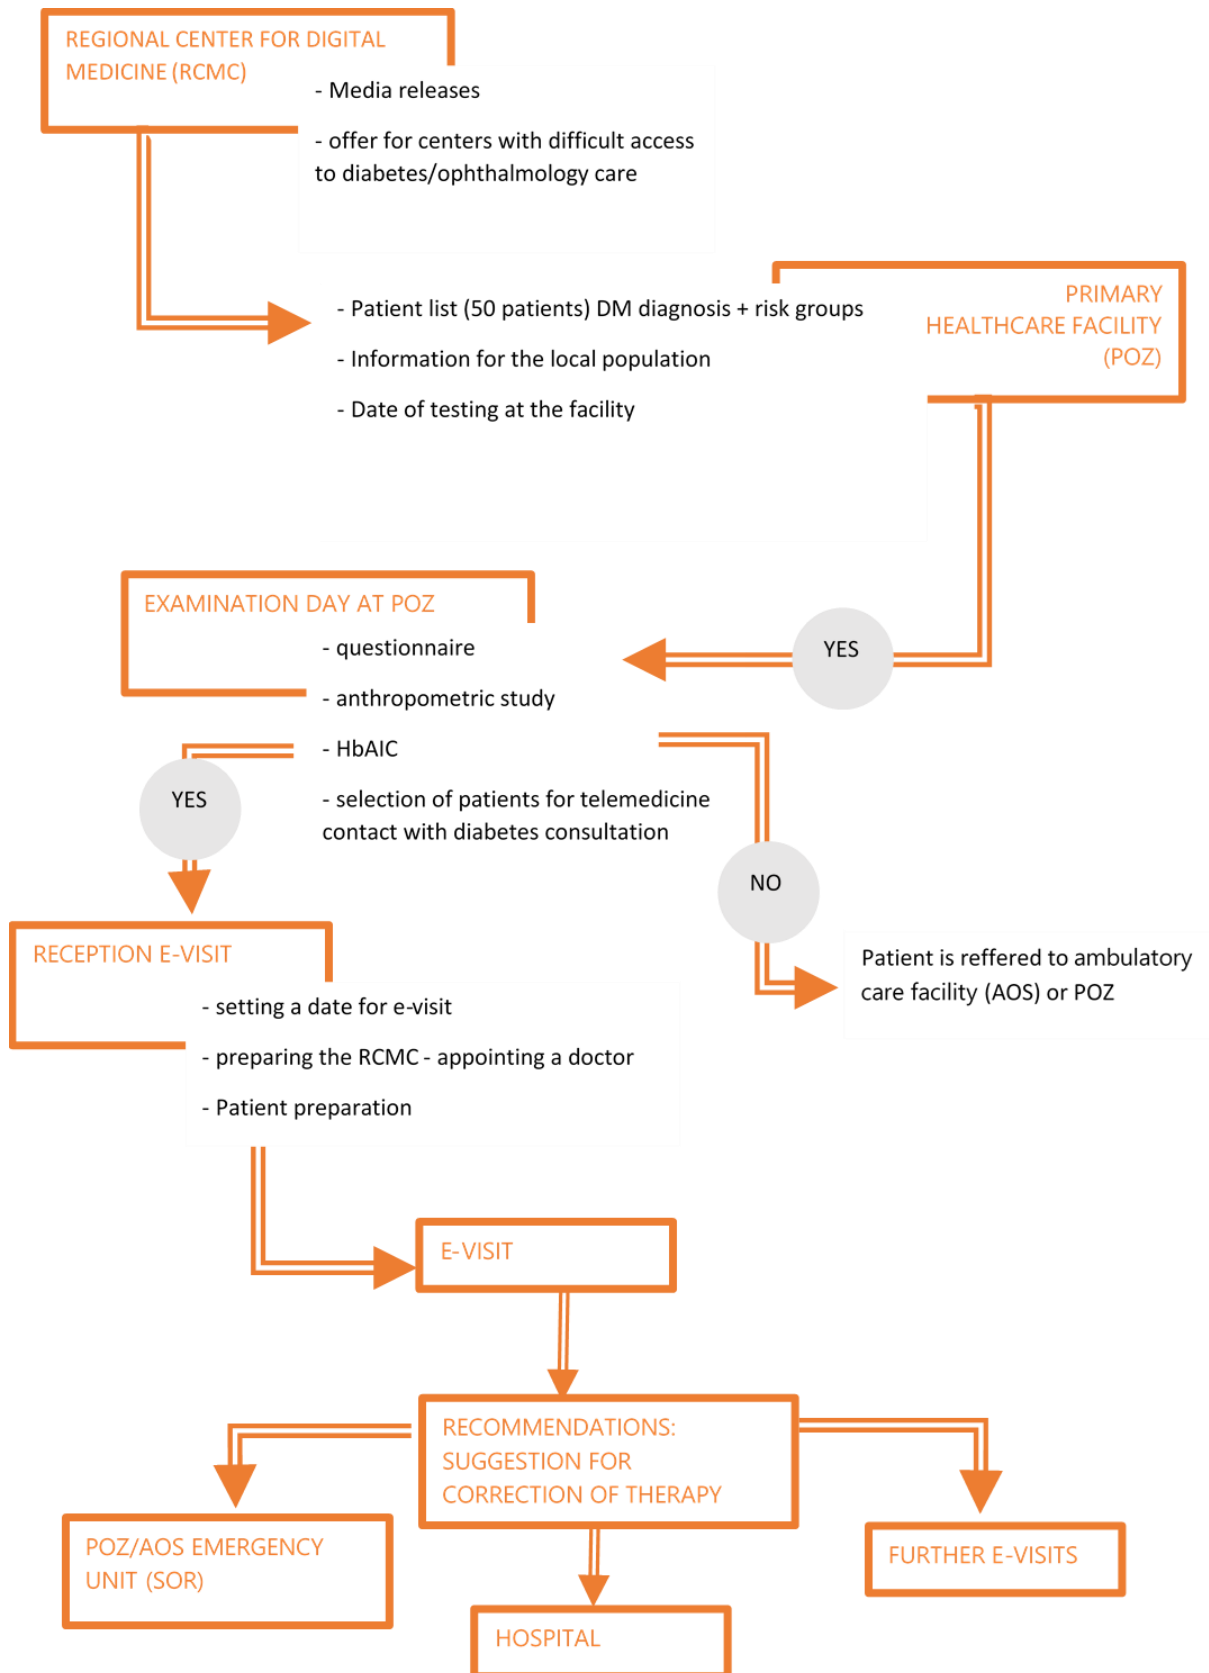 REGIONAL CENTER FOR DIGITAL
MEDICINE (RCMC)
- Media releases
- offer for centers with difficult access
to diabetes/ophthalmology care
PRIMARY
HEALTHCARE FACILITY
(POZ)
- Patient list (50 patients) DM diagnosis + risk groups
- Information for the local population
- Date of testing at the facility
EXAMINATION DAY AT POZ
YES
- questionnaire
- anthropometric study
- HbAIC
- selection of patients for telemedicine
contact with diabetes consultation
YES
NO
Patient is reffered to ambulatory
care facility (AOS) or POZ
RECEPTION E-VISIT
- setting a date for e-visit
- preparing the RCMC - appointing a doctor
- Patient preparation
E-VISIT
RECOMMENDATIONS:
SUGGESTION FOR
CORRECTION OF THERAPY
POZ/AOS EMERGENCY
UNIT (SOR)
FURTHER E-VISITS
HOSPITAL